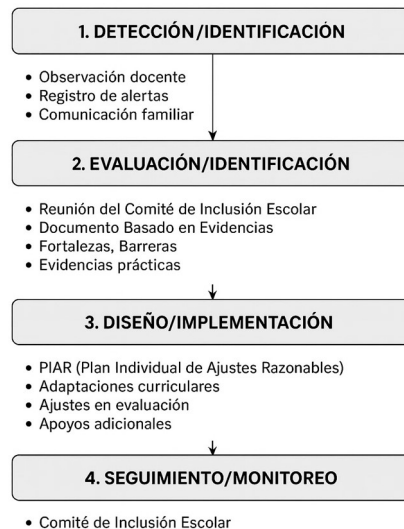 1. DETECCIÓN/IDENTIFICACIÓN
• Observación docente
• Registro de alertas
• Comunicación familiar
2. EVALUACIÓN/IDENTIFICACIÓN
• Reunión del Comité de Inclusión Escolar
• Documento Basado en Evidencias
• Fortalezas, Barreras
• Evidencias prácticas
3. DISEÑO/IMPLEMENTACIÓN
• PIAR (Plan Individual de Ajustes Razonables)
• Adaptaciones curriculares
• Ajustes en evaluación
• Apoyos adicionales
4. SEGUIMIENTO/MONITOREO
• Comité de Inclusión Escolar